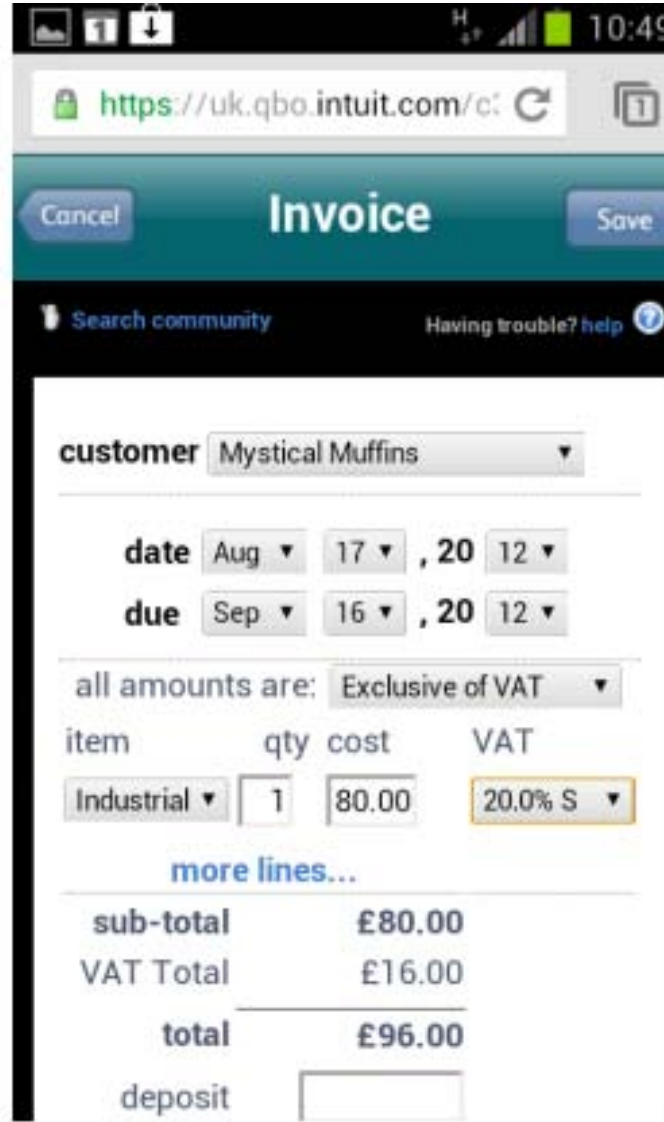 1 H 10:49
https://uk.qbo.intuit.com/c 1
Cancel Invoice Save
Search community Having trouble? help ?
customer Mystical Muffins
date Aug 17 , 20 12
due Sep 16 , 20 12
all amounts are: Exclusive of VAT
item qty cost VAT
Industrial 1 80.00 20.0% S
more lines...
sub-total £80.00
VAT Total £16.00
total £96.00
deposit